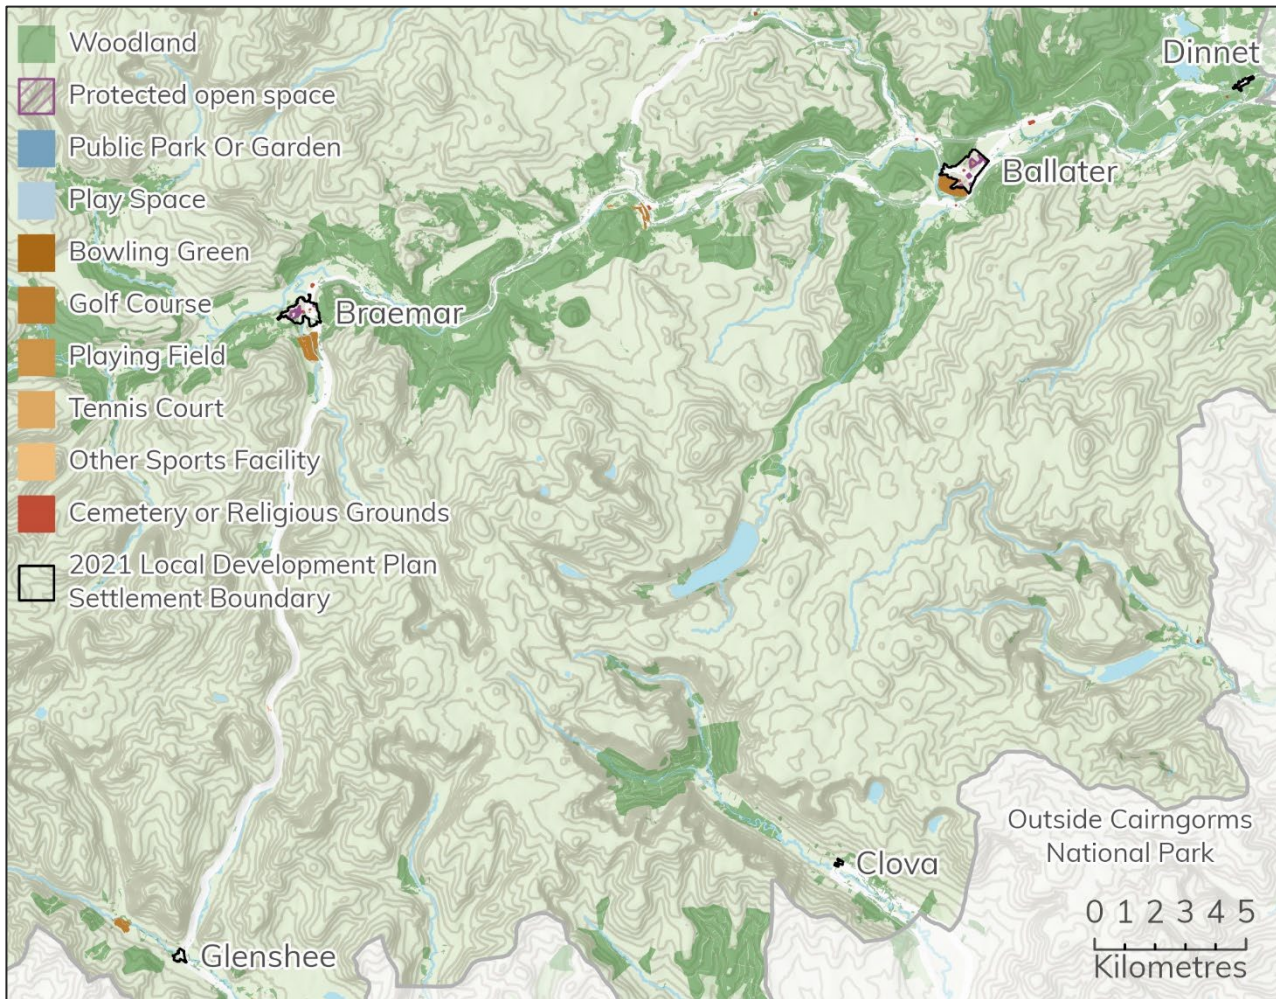 Woodland
Protected open space
Public Park Or Garden
Play Space
Bowling Green
Golf Course
Playing Field
Tennis Court
Other Sports Facility
Cemetery or Religious Grounds
2021 Local Development Plan
Settlement Boundary
Dinnet
Ballater
Braemar
Clova
Glenshee
Outside Cairngorms
National Park
0 1 2 3 4 5
Kilometres